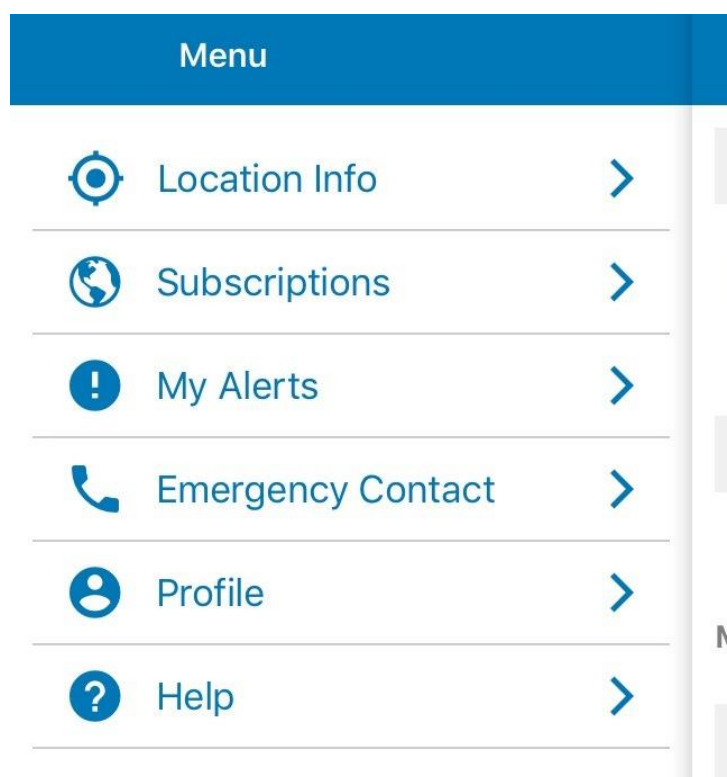 Menu
Location Info
Subscriptions
My Alerts
Emergency Contact
Profile
Help